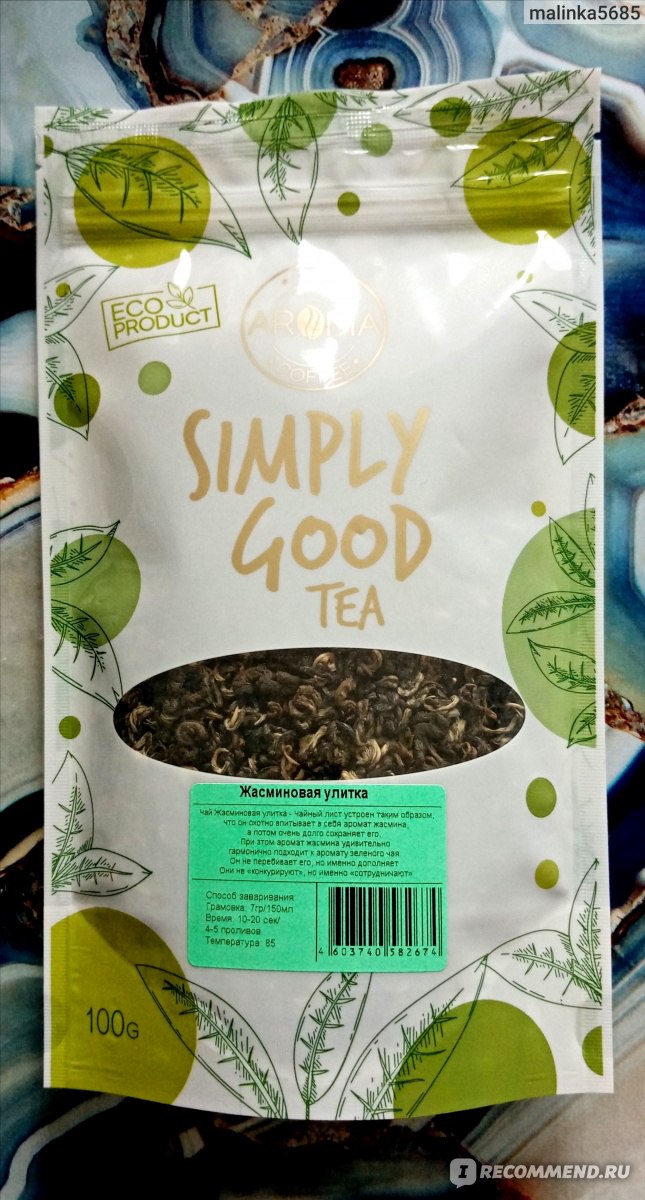 malinka5685
ECO
PRODUCT
AROMA
COFFEE
SIMPLY
GOOD
TEA
Жасминовая улитка
Чай Жасминовая улитка - Чайный лист устроен таким образом,
что он охотно впитывает в себя аромат жасмина,
а потом очень долго сохраняет его.
При этом аромат жасмина удивительно
гармонично подходит к аромату зеленого чая.
Он не перебивает его, но именно дополняет
Они не «конкурируют», но именно «сотрудничают»
Способ заваривания:
Грамовка: 7гр/150мл
Время: 10-20 сек/
4-5 проливов
Температура: 85
4 603740 582674
100G
IRECOMMEND.RU